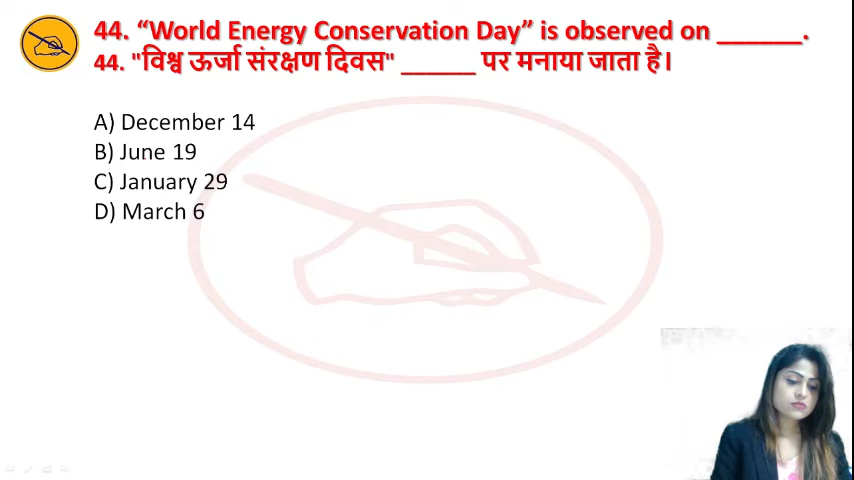 44. “World Energy Conservation Day” is observed on ______.
44. "विश्व ऊर्जा संरक्षण दिवस" ______ पर मनाया जाता है।
A) December 14
B) June 19
C) January 29
D) March 6